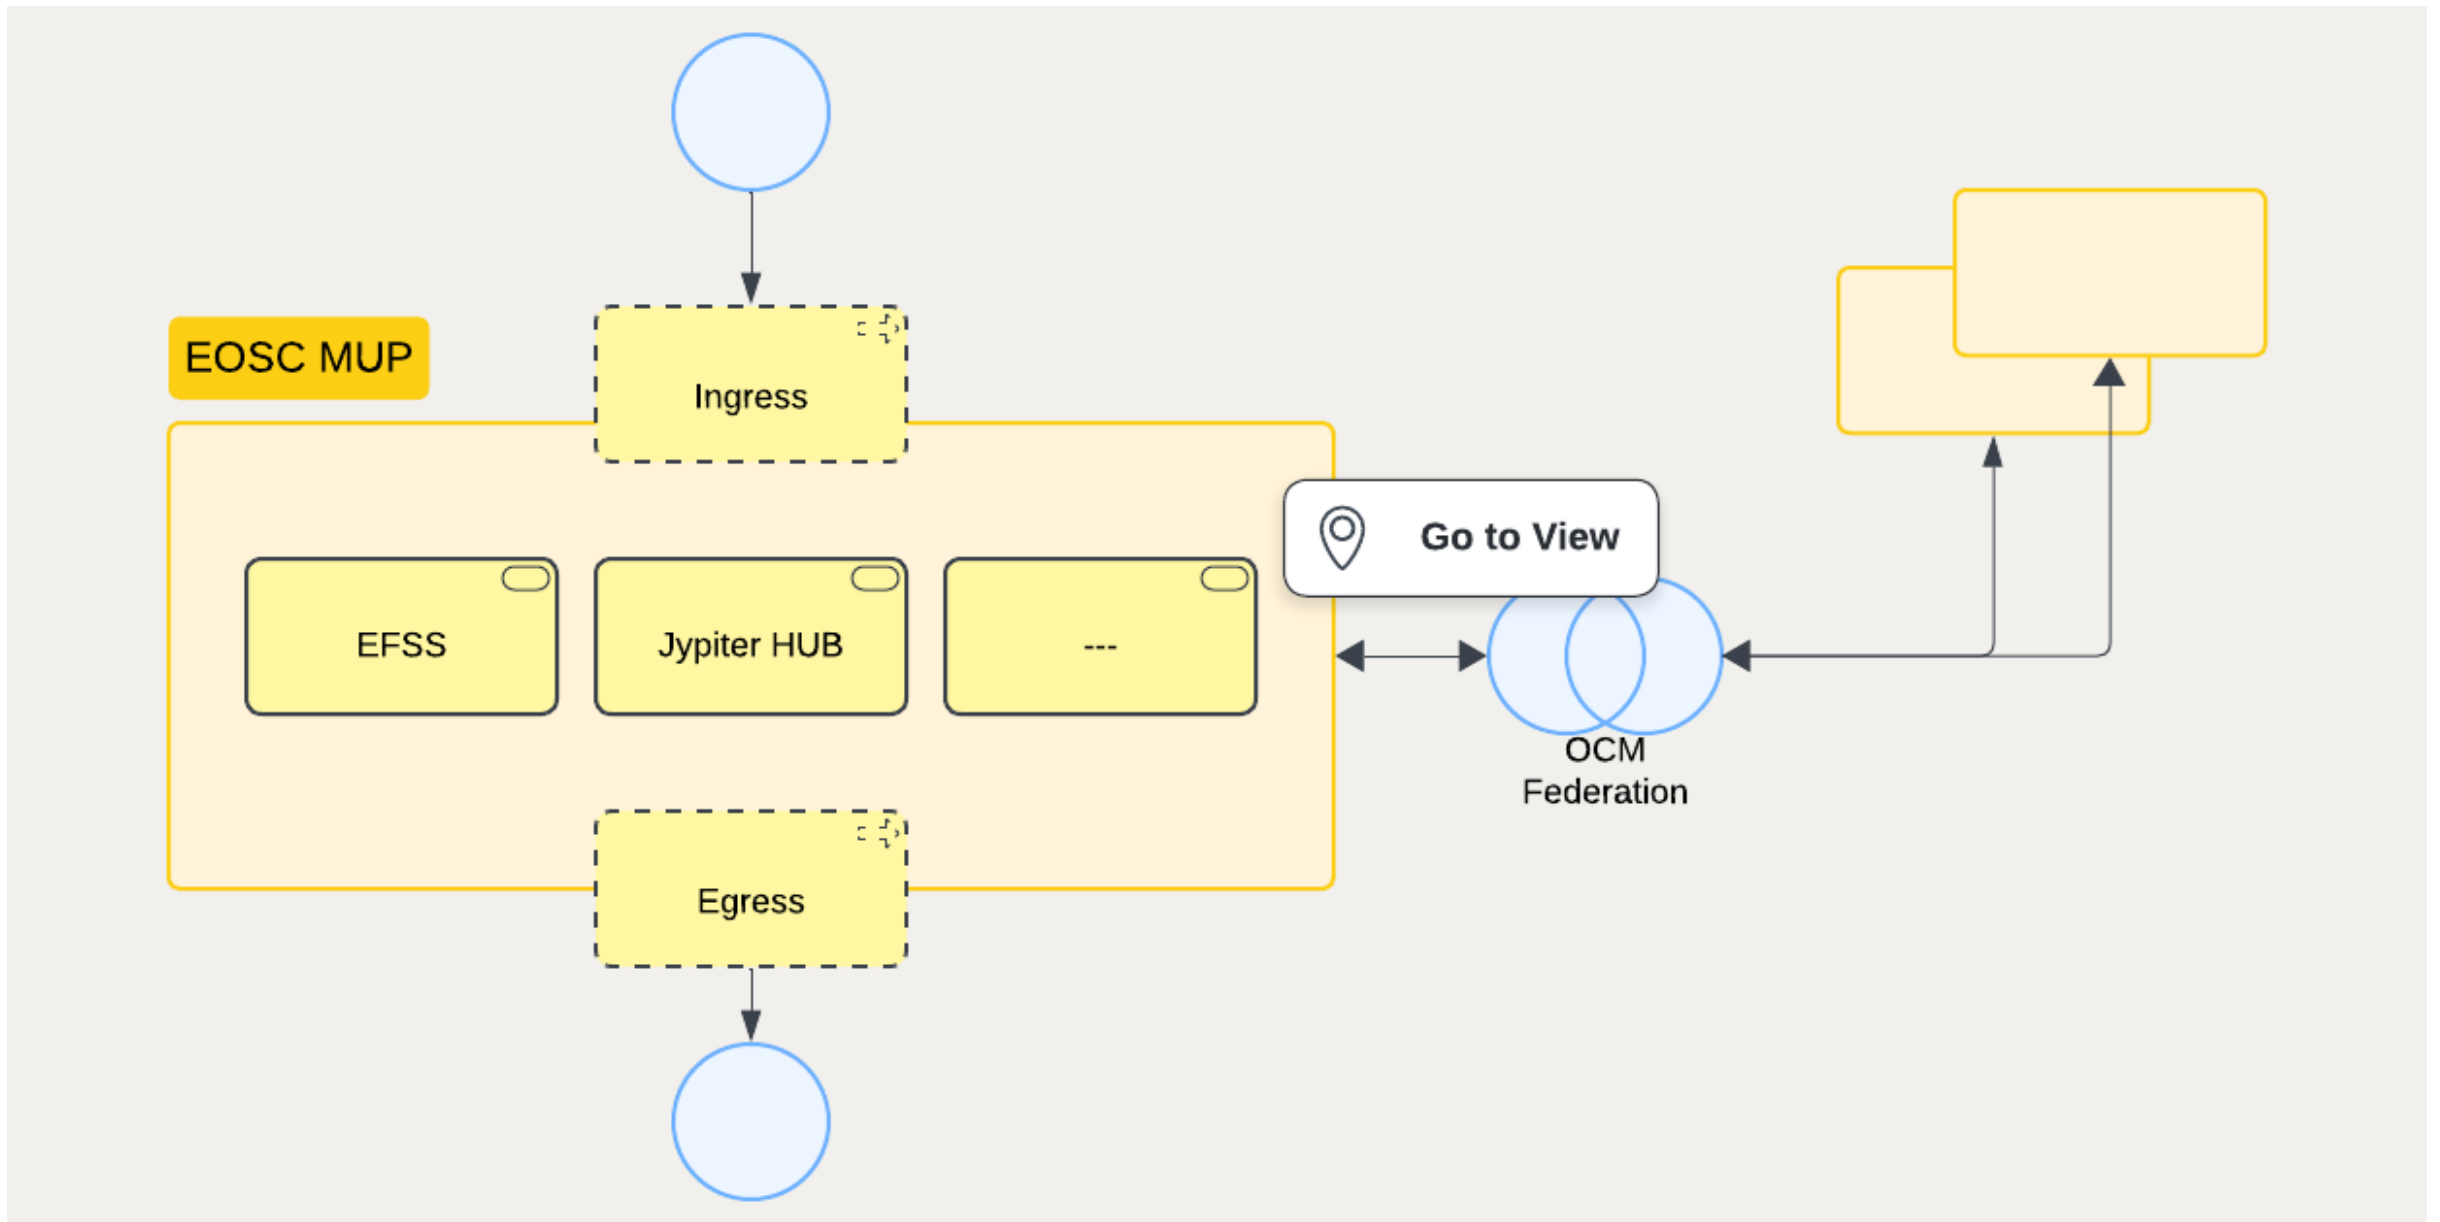 EOSC MUP
Ingress
Go to View
EFSS
Jypiter HUB
---
OCM
Federation
Egress